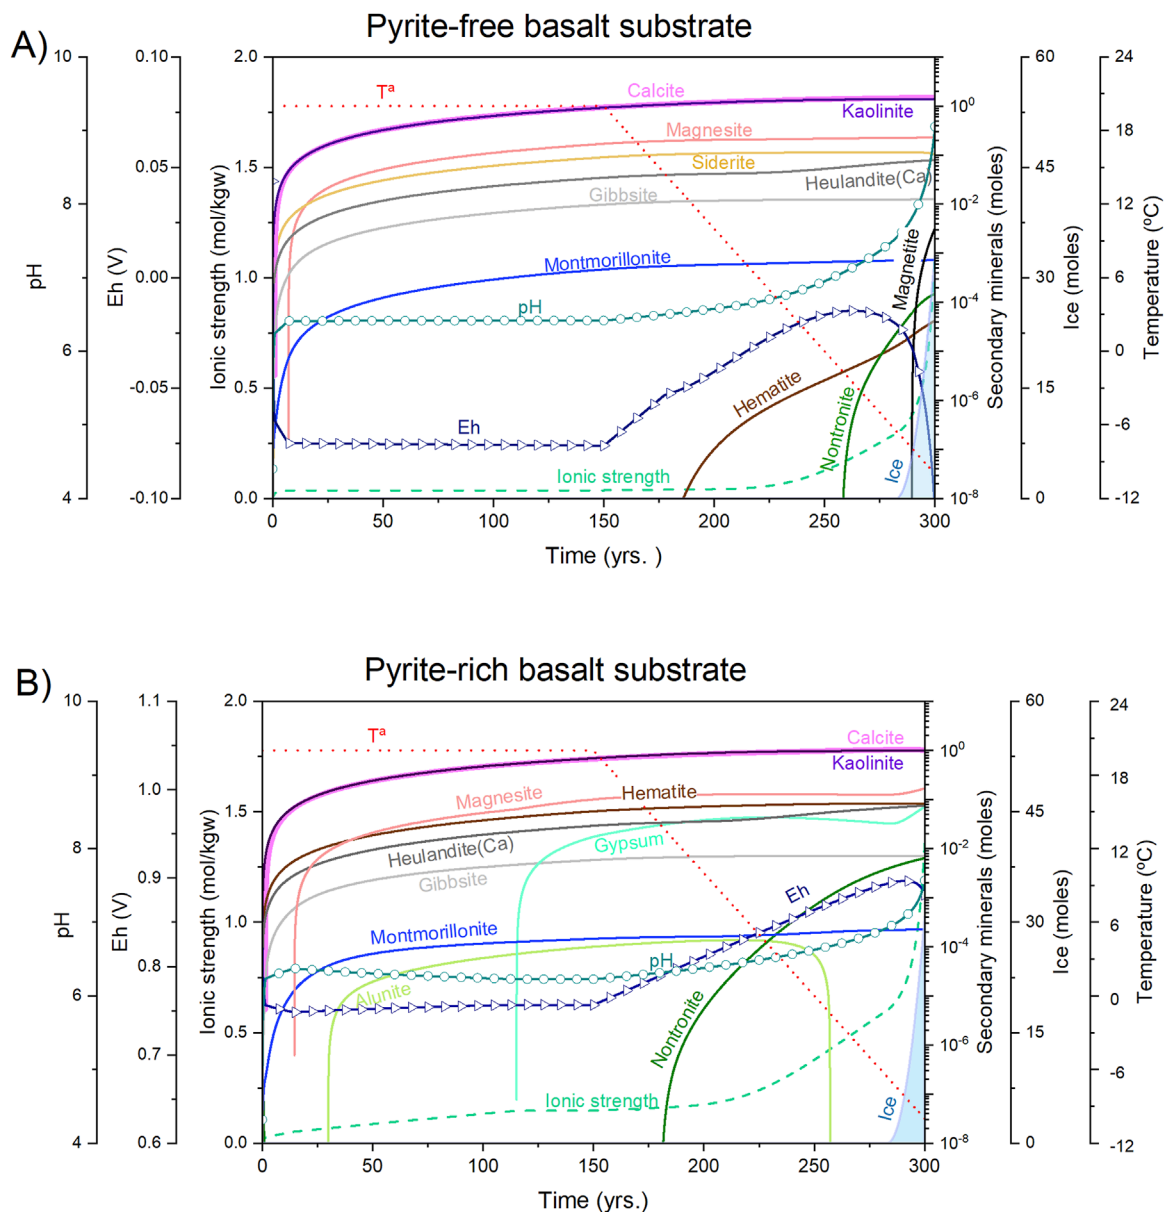 A)
Pyrite-free basalt substrate
10
8
6
4
pH
0.10
0.05
0.00
-0.05
-0.10
Eh (V)
2.0
1.5
1.0
0.5
0.0
Ionic strength (mol/kgw)
Tª
Calcite
Kaolinite
Magnesite
Siderite
Heulandite(Ca)
Gibbsite
Montmorillonite
Magnetite
pH
Hematite
Nontronite
Eh
Ionic strength
Ice
0
50
100
150
200
250
300
Time (yrs. )
10⁰
10⁻²
10⁻⁴
10⁻⁶
10⁻⁸
Secondary minerals (moles)
60
45
30
15
0
Ice (moles)
24
18
12
6
0
-6
-12
Temperature (ºC)
B)
Pyrite-rich basalt substrate
10
8
6
4
pH
1.1
1.0
0.9
0.8
0.7
0.6
Eh (V)
2.0
1.5
1.0
0.5
0.0
Ionic strength (mol/kgw)
Tª
Calcite
Kaolinite
Magnesite
Hematite
Gypsum
Heulandite(Ca)
Gibbsite
Eh
Montmorillonite
pH
Alunite
Nontronite
Ionic strength
Ice
0
50
100
150
200
250
300
Time (yrs.)
10⁰
10⁻²
10⁻⁴
10⁻⁶
10⁻⁸
Secondary minerals (moles)
60
45
30
15
0
Ice (moles)
24
18
12
6
0
-6
-12
Temperature (ºC)